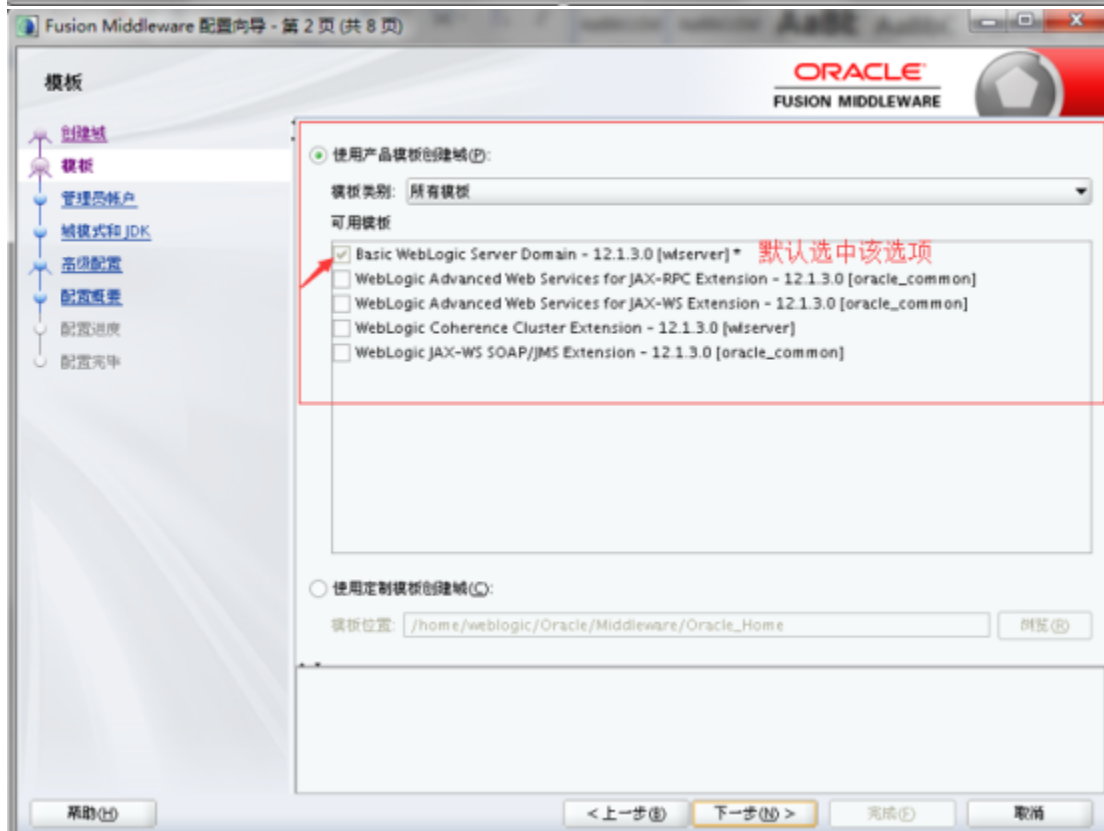 Fusion Middleware 配置向导 - 第 2 页 (共 8 页)
模板
ORACLE
FUSION MIDDLEWARE
创建域
模板
管理员帐户
域模式和 JDK
高级配置
配置概要
配置进度
配置完毕
使用产品模板创建域(P):
模板类别: 所有模板
可用模板
Basic WebLogic Server Domain - 12.1.3.0 [wlserver] * 默认选中该选项
WebLogic Advanced Web Services for JAX-RPC Extension - 12.1.3.0 [oracle_common]
WebLogic Advanced Web Services for JAX-WS Extension - 12.1.3.0 [oracle_common]
WebLogic Coherence Cluster Extension - 12.1.3.0 [wlserver]
WebLogic JAX-WS SOAP/JMS Extension - 12.1.3.0 [oracle_common]
使用定制模板创建域(C):
模板位置: /home/weblogic/Oracle/Middleware/Oracle_Home 浏览(R)
帮助(H) < 上一步(B) 下一步(N) > 完成(F) 取消